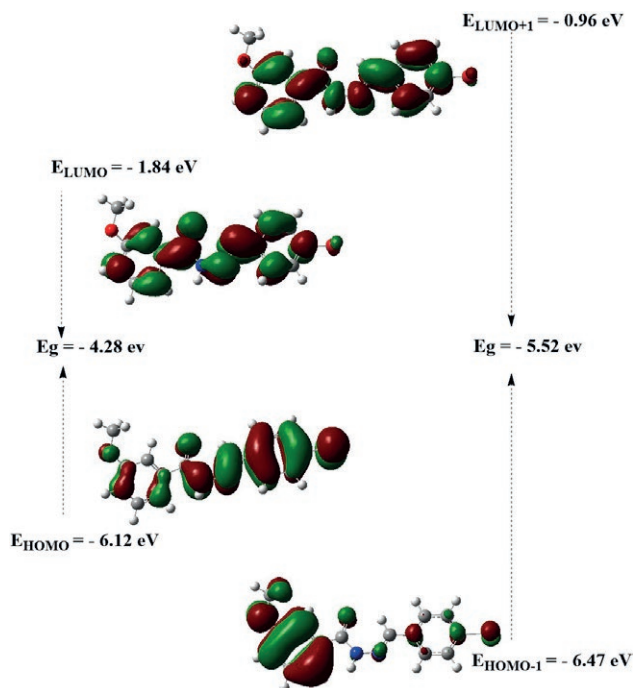 E_LUMO+1 = - 0.96 eV
E_LUMO = - 1.84 eV
Eg = - 4.28 ev
Eg = - 5.52 ev
E_HOMO = - 6.12 eV
E_HOMO-1 = - 6.47 eV